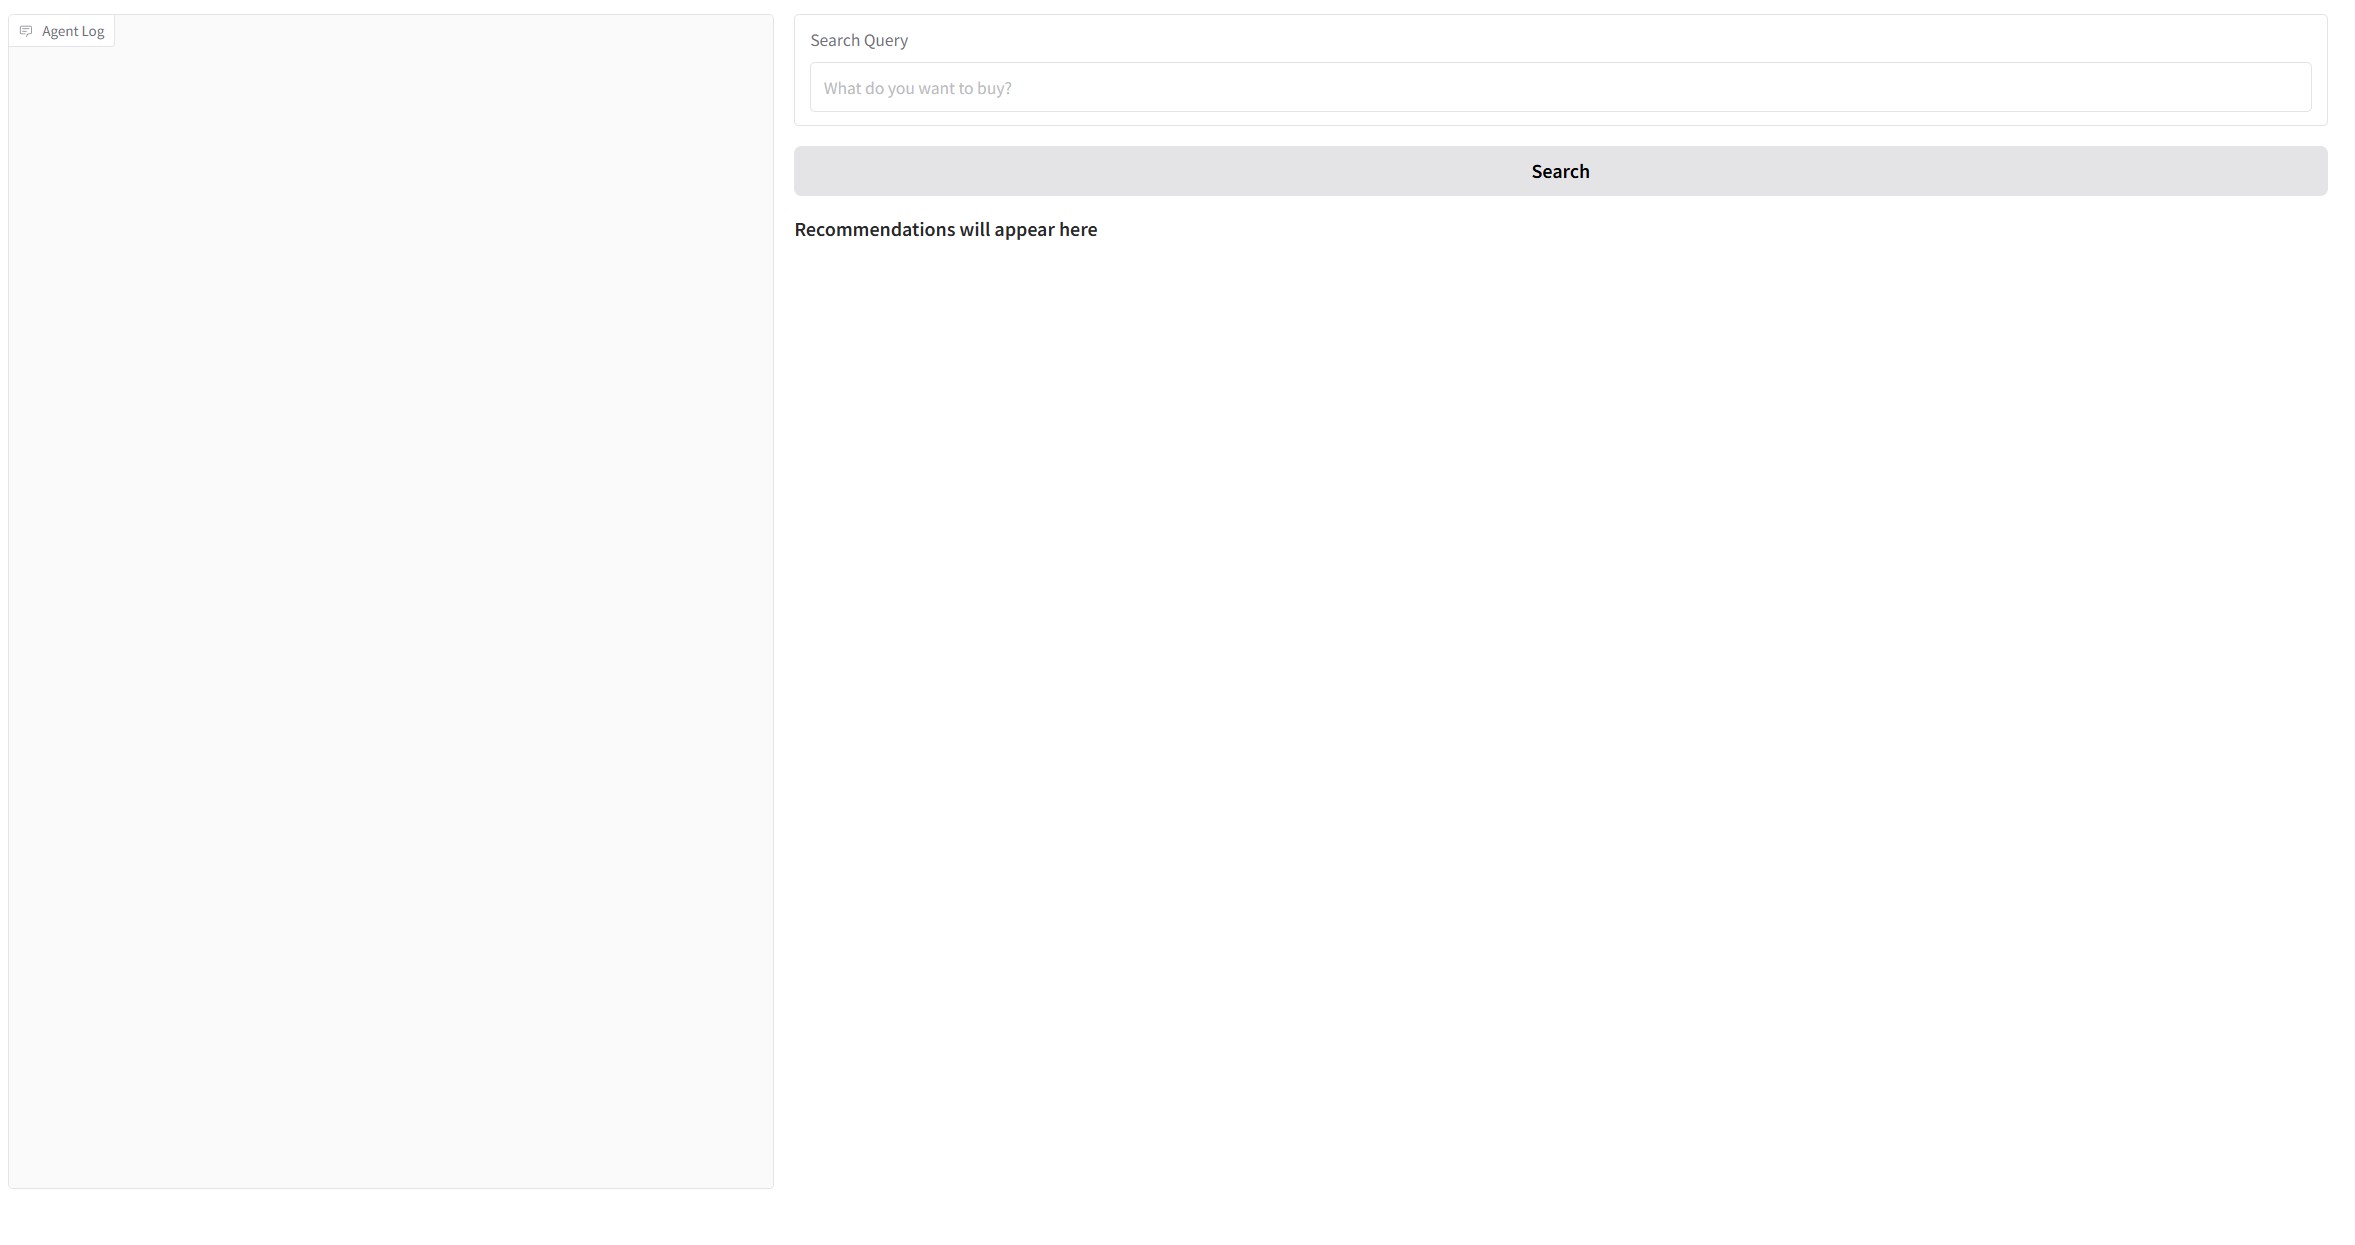 Agent Log
Search Query
What do you want to buy?
Search
Recommendations will appear here